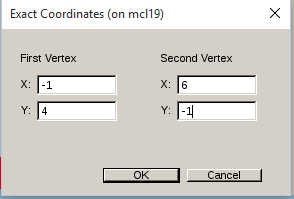 Exact Coordinates (on mcl19)
First Vertex Second Vertex
X: -1 X: 6
Y: 4 Y: -1
OK Cancel